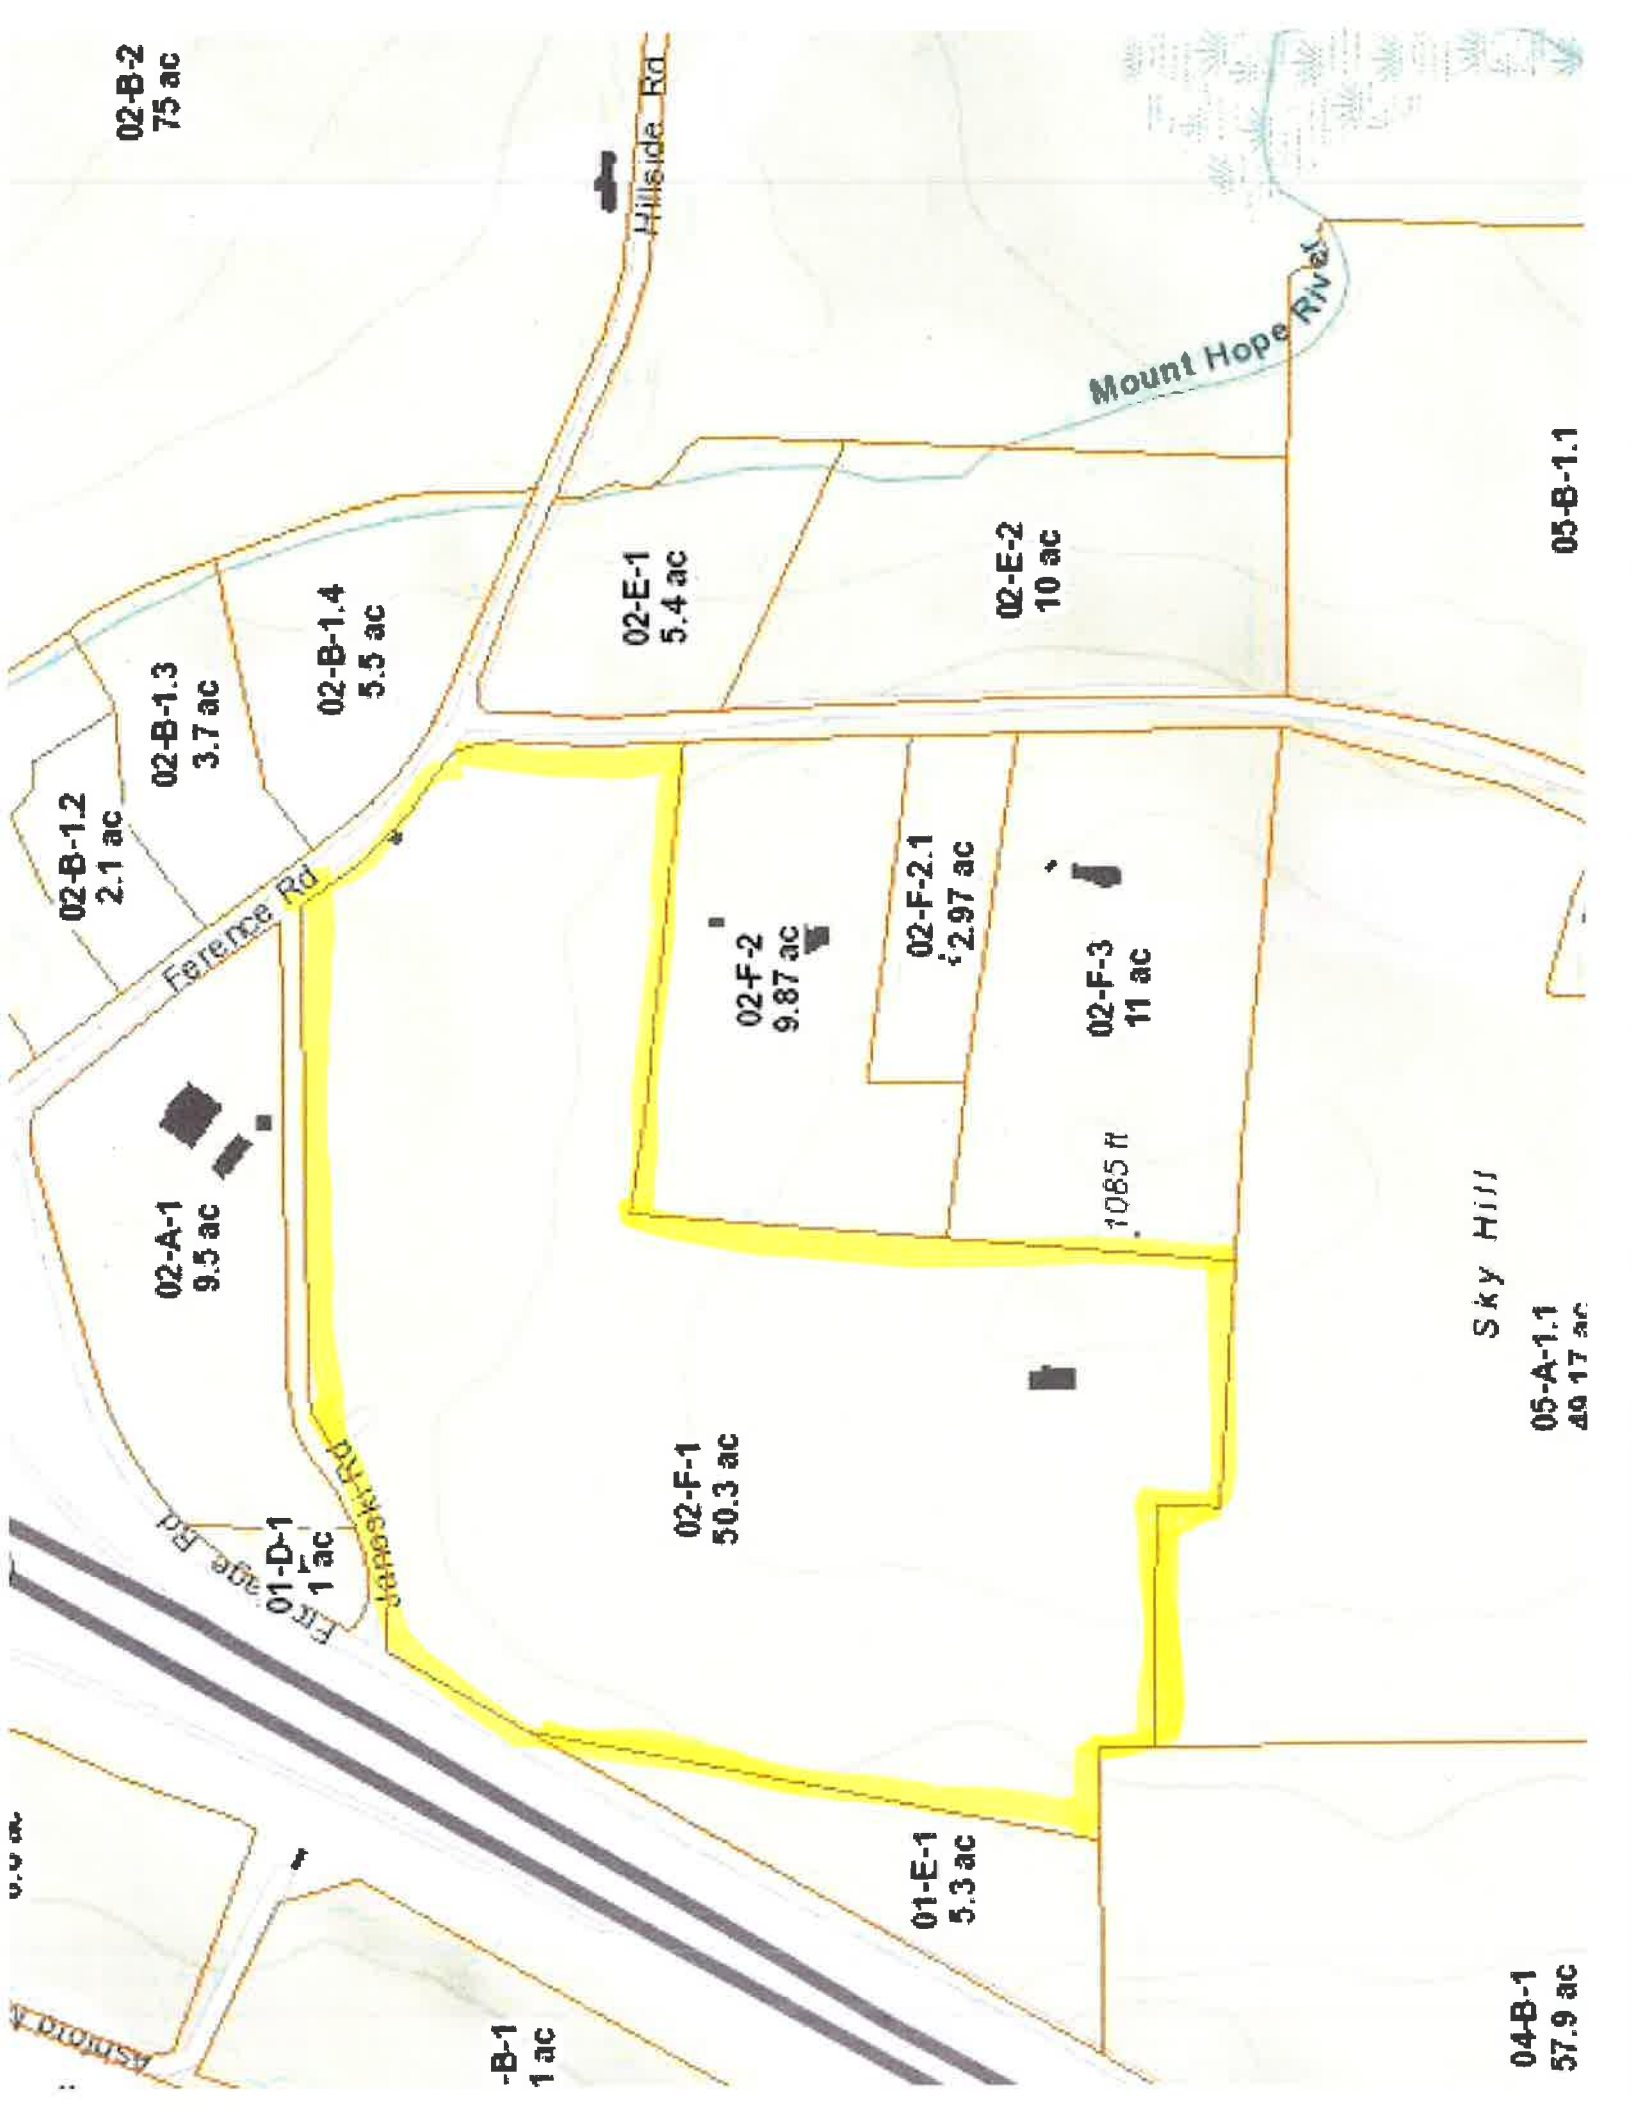 02-B-2
75 ac
Hillside Rd
02-B-1.4
5.5 ac
02-B-1.3
3.7 ac
02-B-1.2
2.1 ac
Ference Rd
02-E-1
5.4 ac
02-E-2
10 ac
Mount Hope River
05-B-1.1
02-A-1
9.5 ac
02-F-2
9.87 ac
02-F-2.1
2.97 ac
02-F-3
11 ac
1085 ft
Sky Hill
05-A-1.1
49.17 ac
02-F-1
50.3 ac
Rd
01-D-1
1 ac
01-E-1
5.3 ac
-B-1
1 ac
04-B-1
57.9 ac